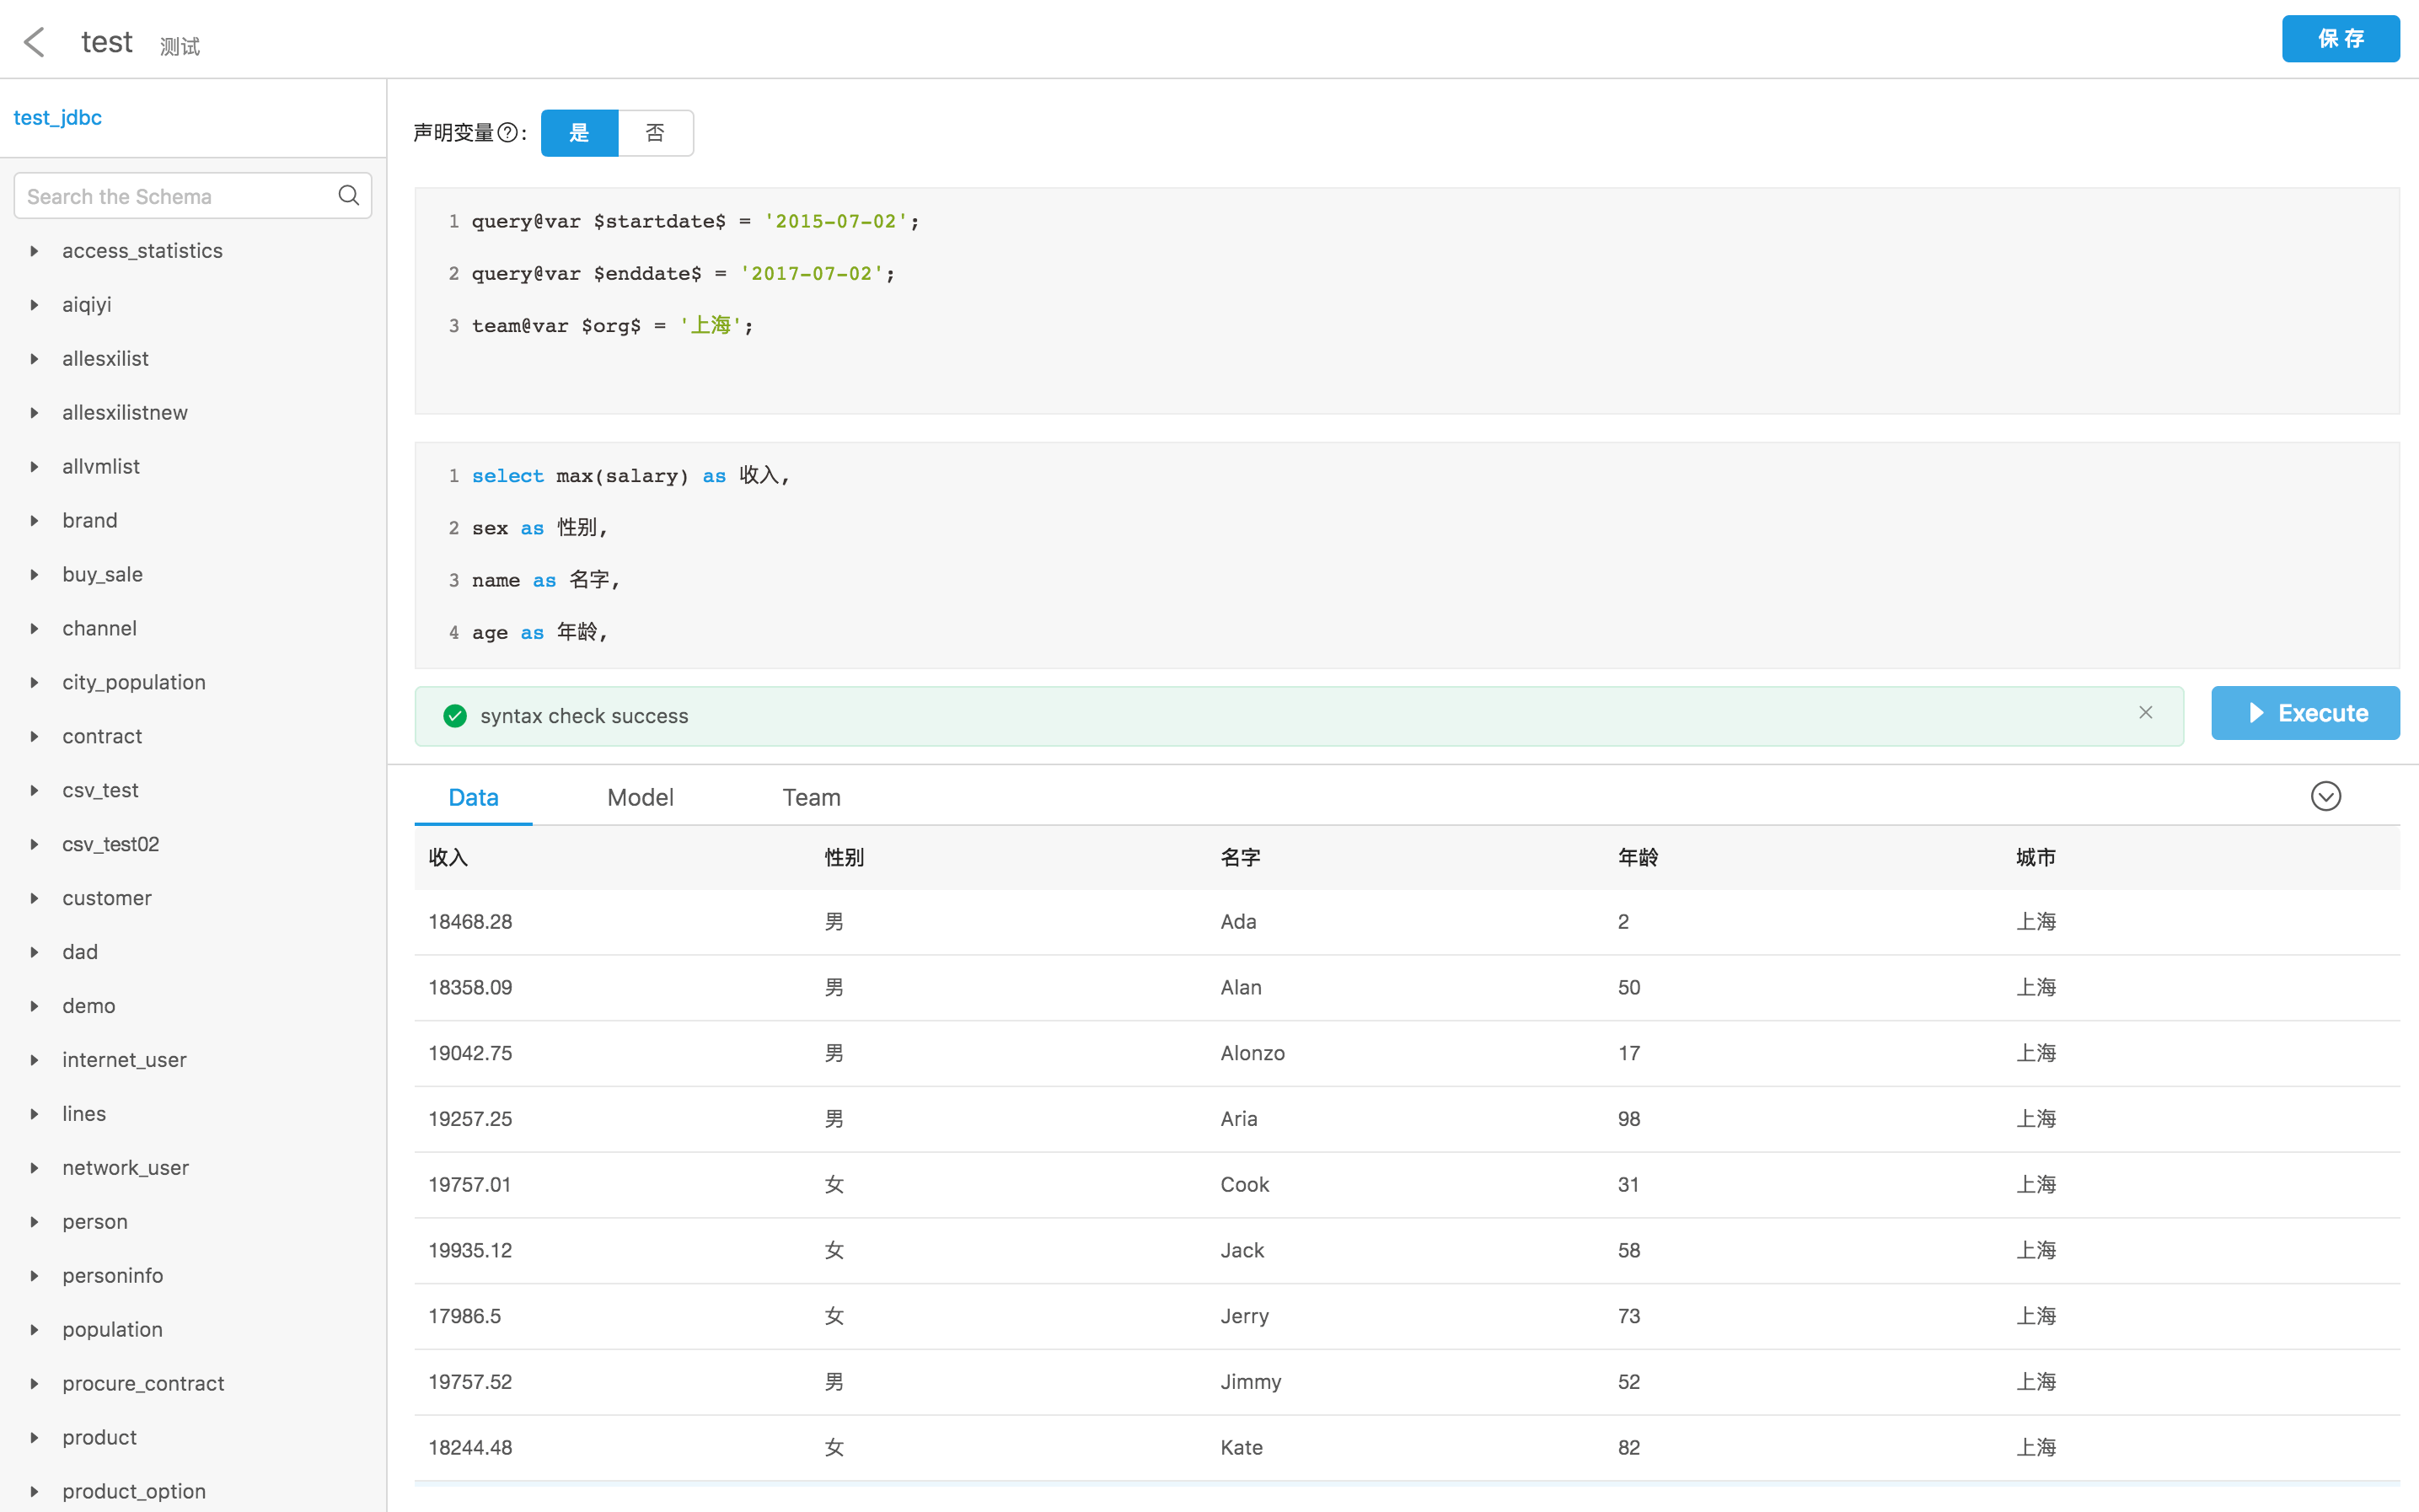 test 测试
保 存
test_jdbc
Search the Schema
access_statistics
aiqiyi
allesxilist
allesxilistnew
allvmlist
brand
buy_sale
channel
city_population
contract
csv_test
csv_test02
customer
dad
demo
internet_user
lines
network_user
person
personinfo
population
procure_contract
product
product_option
声明变量?: 是 否
1 query@var $startdate$ = '2015-07-02';
2 query@var $enddate$ = '2017-07-02';
3 team@var $org$ = '上海';
1 select max(salary) as 收入,
2 sex as 性别,
3 name as 名字,
4 age as 年龄,
syntax check success
Execute
Data Model Team
收入 性别 名字 年龄 城市
18468.28 男 Ada 2 上海
18358.09 男 Alan 50 上海
19042.75 男 Alonzo 17 上海
19257.25 男 Aria 98 上海
19757.01 女 Cook 31 上海
19935.12 女 Jack 58 上海
17986.5 女 Jerry 73 上海
19757.52 男 Jimmy 52 上海
18244.48 女 Kate 82 上海